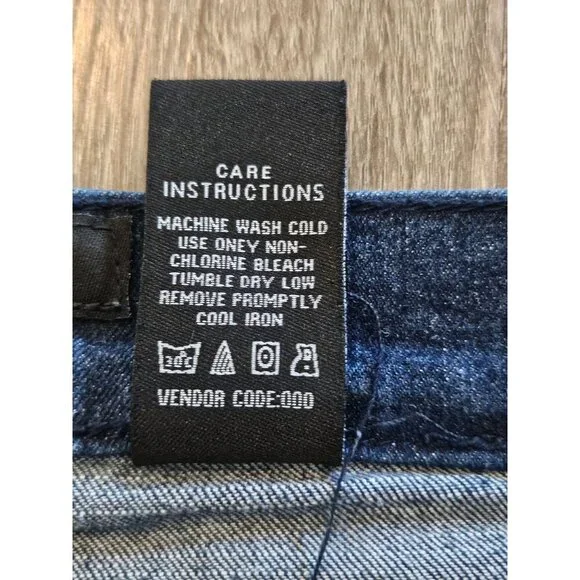 CARE
INSTRUCTIONS
MACHINE WASH COLD
USE ONEY NON-
CHLORINE BLEACH
TUMBLE DRY LOW
REMOVE PROMPTLY
COOL IRON
30C
VENDOR CODE:000